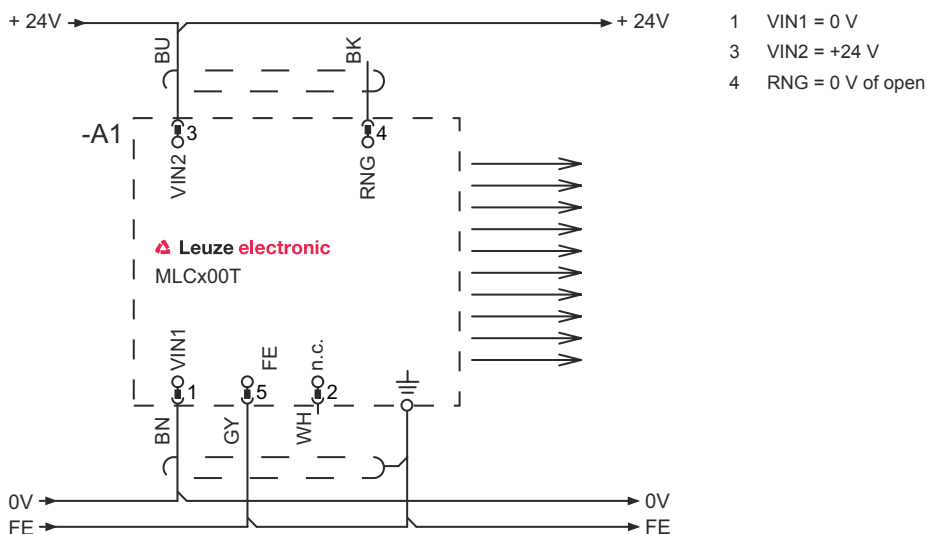 + 24V
+ 24V
1 VIN1 = 0 V
3 VIN2 = +24 V
4 RNG = 0 V of open
BU
BK
-A1
3
4
VIN2
RNG
Leuze electronic
MLCx00T
VIN1
FE
n.c.
1
5
2
BN
GY
WH
0V
0V
FE
FE